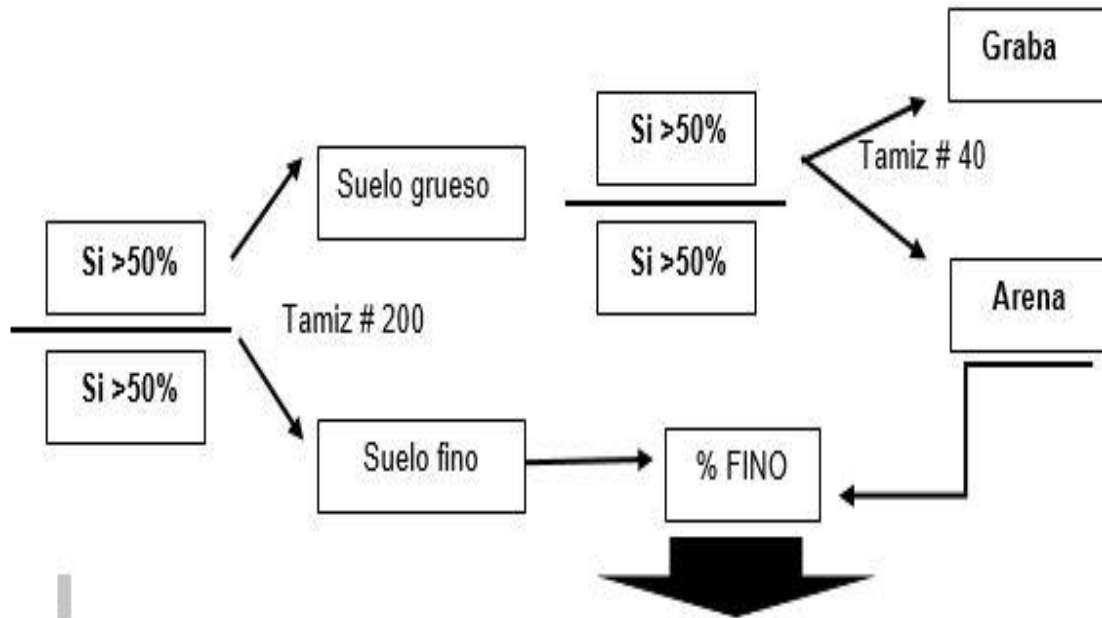 Graba
Si >50%
Tamiz # 40
Suelo grueso
Si >50%
Si >50%
Arena
Tamiz # 200
Si >50%
Suelo fino
% FINO